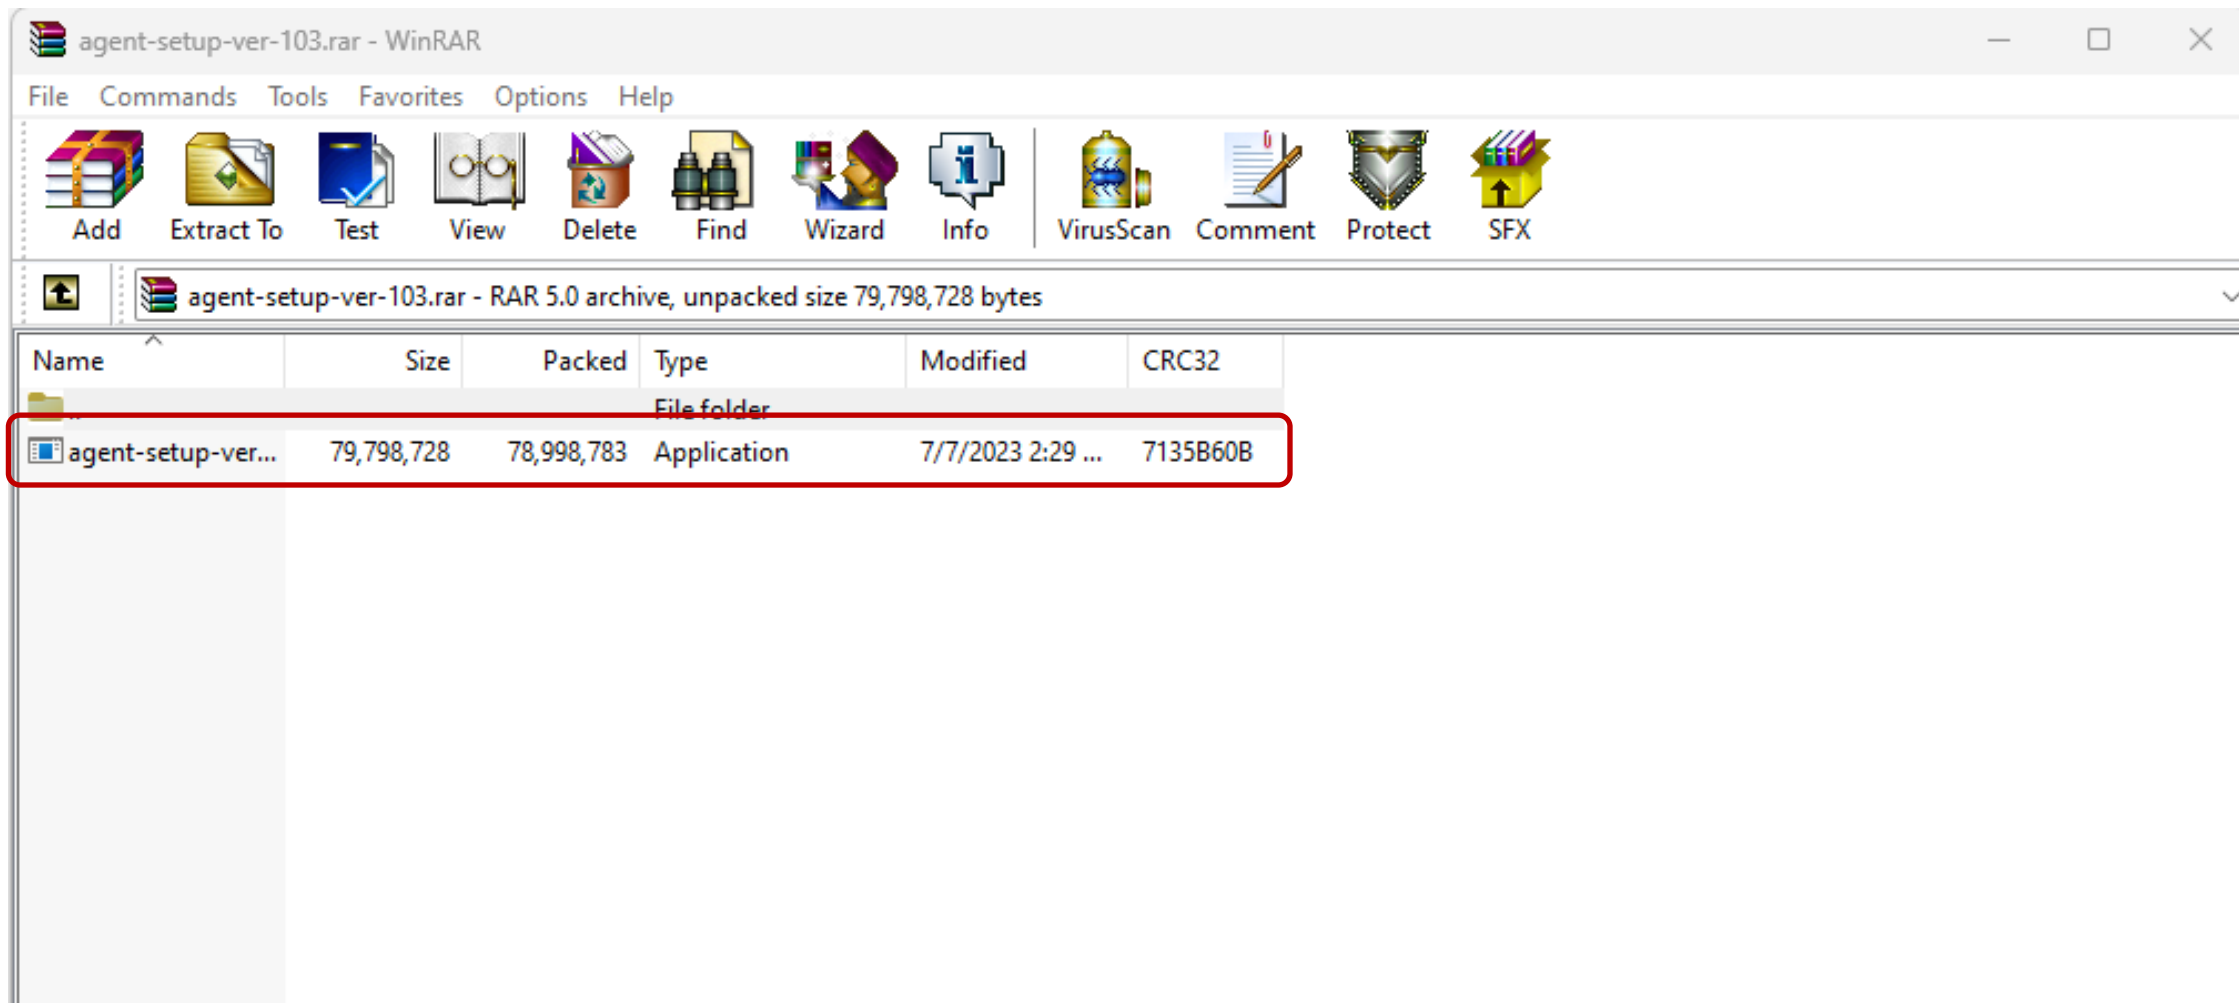 agent-setup-ver-103.rar - WinRAR
File Commands Tools Favorites Options Help
Add Extract To Test View Delete Find Wizard Info VirusScan Comment Protect SFX
agent-setup-ver-103.rar - RAR 5.0 archive, unpacked size 79,798,728 bytes
Name Size Packed Type Modified CRC32
.. File folder
agent-setup-ver... 79,798,728 78,998,783 Application 7/7/2023 2:29 ... 7135B60B